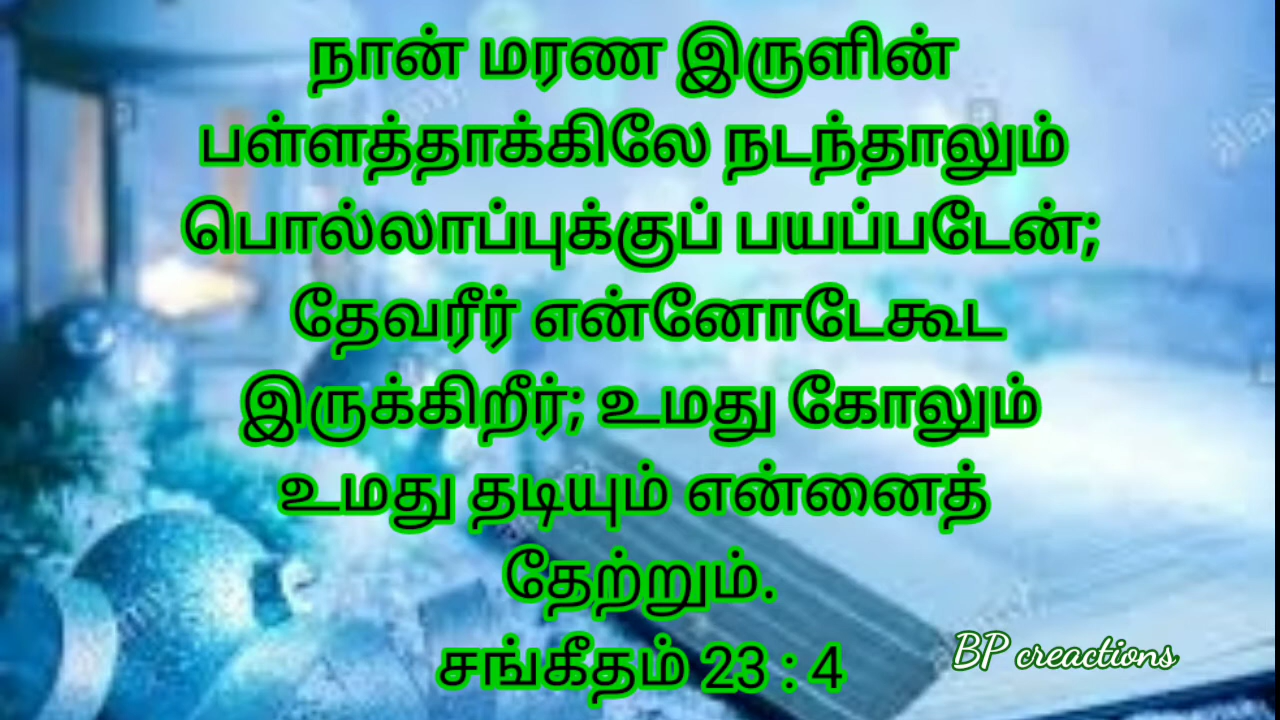 நான் மரண இருளின்
பள்ளத்தாக்கிலே நடந்தாலும்
பொல்லாப்புக்குப் பயப்படேன்;
தேவரீர் என்னோடேகூட
இருக்கிறீர்; உமது கோலும்
உமது தடியும் என்னைத்
தேற்றும்.
சங்கீதம் 23 : 4
BP creactions